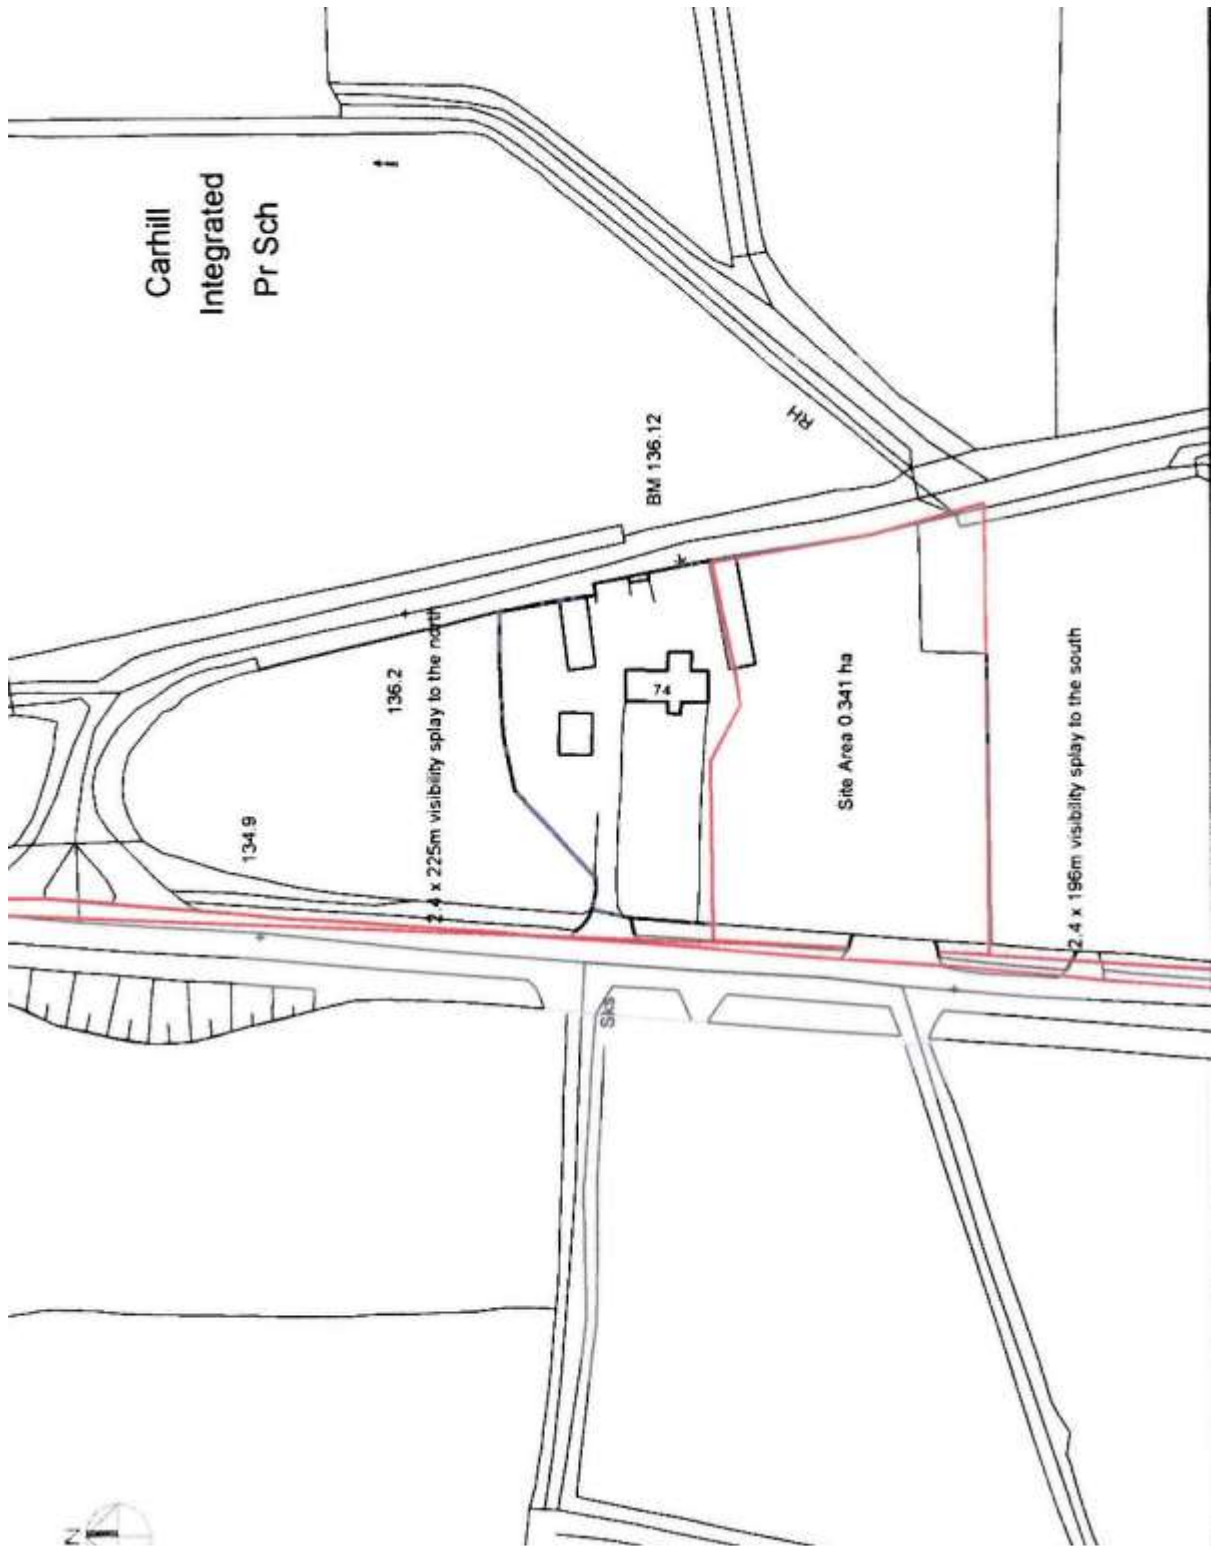 Carhill
Integrated
Pr Sch
RH
BM 136.12
136.2
2.4 x 225m visibility splay to the north
134.9
74
Site Area 0.341 ha
2.4 x 196m visibility splay to the south
Sks
N